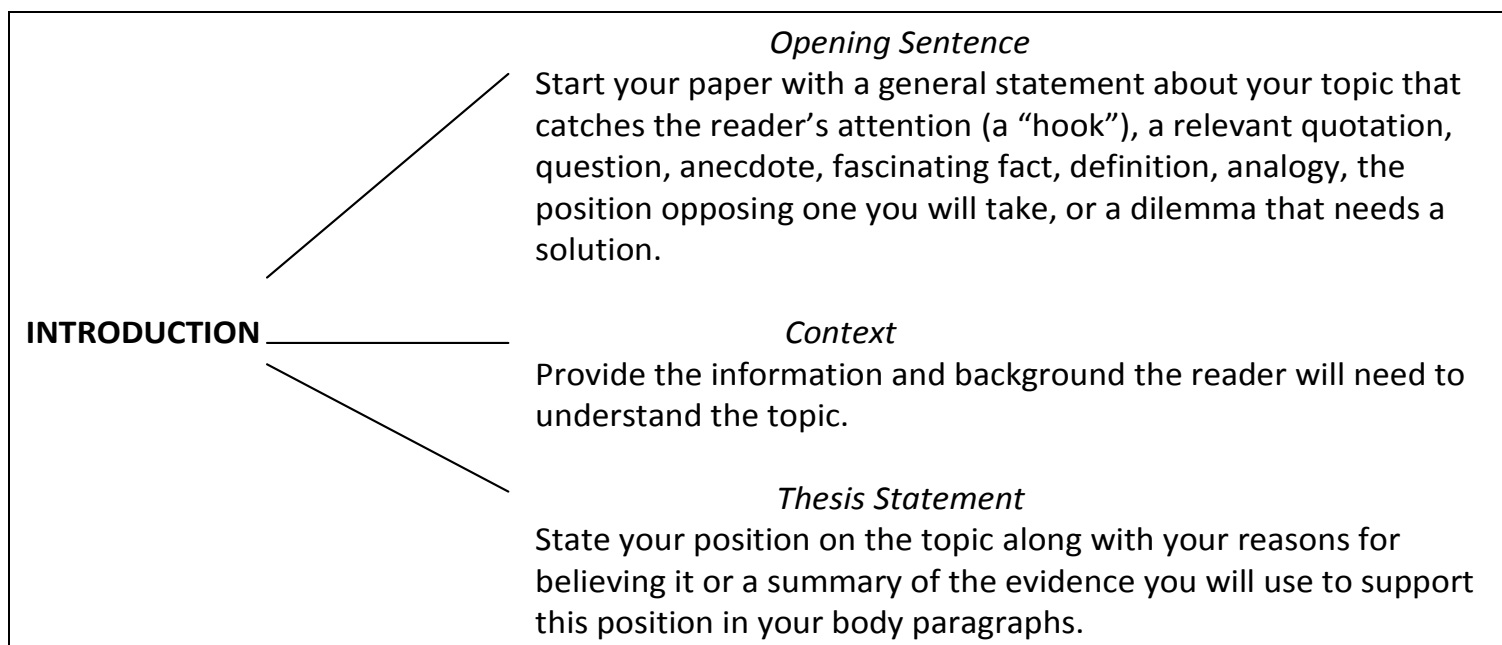 Opening Sentence
Start your paper with a general statement about your topic that
catches the reader’s attention (a “hook”), a relevant quotation,
question, anecdote, fascinating fact, definition, analogy, the
position opposing one you will take, or a dilemma that needs a
solution.
INTRODUCTION
Context
Provide the information and background the reader will need to
understand the topic.
Thesis Statement
State your position on the topic along with your reasons for
believing it or a summary of the evidence you will use to support
this position in your body paragraphs.